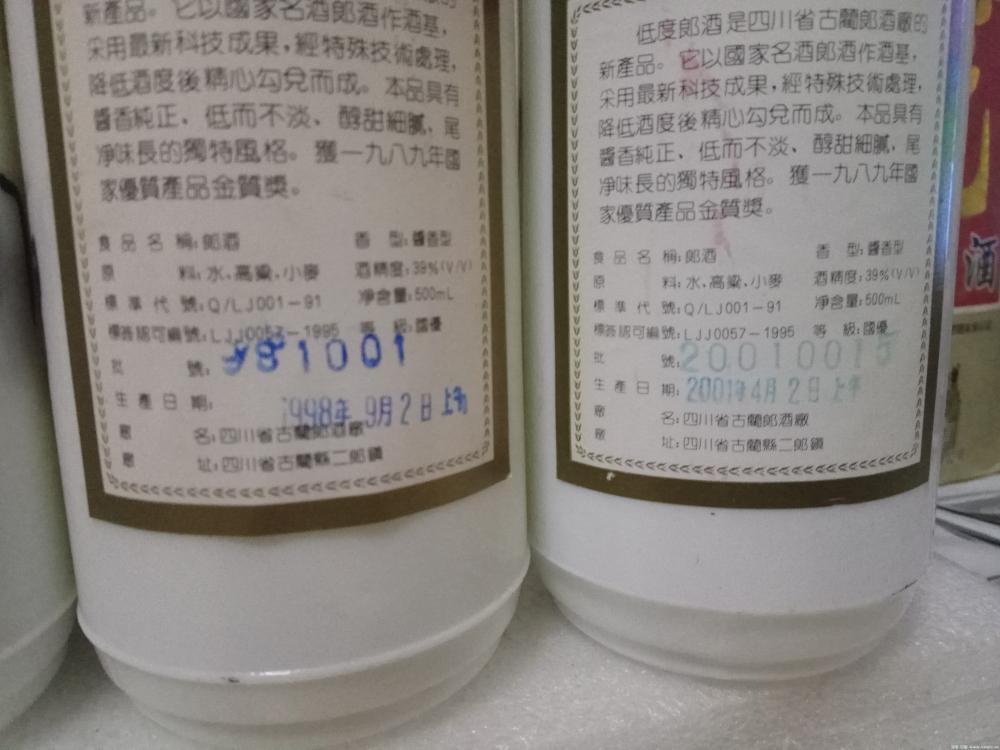 新產品。它以國家名酒郎酒作酒基,
采用最新科技成果,經特殊技術處理,
降低酒度後精心勾兌而成。本品具有
醬香純正、低而不淡、醇甜細膩,尾
淨味長的獨特風格。獲一九八九年國
家優質產品金質獎。
食品名稱:郎酒 香型:醬香型
原料:水、高粱、小麥 酒精度:39%(V/V)
標準代號:Q/LJ001-91 淨含量:500mL
標簽認可編號:LJJ0057-1995 等級:國優
批號: 981001
生產日期: 1998年9月2日上午
廠名:四川省古藺郎酒廠
廠址:四川省古藺縣二郎鎮
低度郎酒是四川省古藺郎酒廠的
新產品。它以國家名酒郎酒作酒基,
采用最新科技成果,經特殊技術處理,
降低酒度後精心勾兌而成。本品具有
醬香純正、低而不淡、醇甜細膩,尾
淨味長的獨特風格。獲一九八九年國
家優質產品金質獎。
食品名稱:郎酒 香型:醬香型
原料:水、高粱、小麥 酒精度:39%(V/V)
標準代號:Q/LJ001-91 淨含量:500mL
標簽認可編號:LJJ0057-1995 等級:國優
批號:20010015
生產日期:2001年4月2日上午
廠名:四川省古藺郎酒廠
廠址:四川省古藺縣二郎鎮
酒